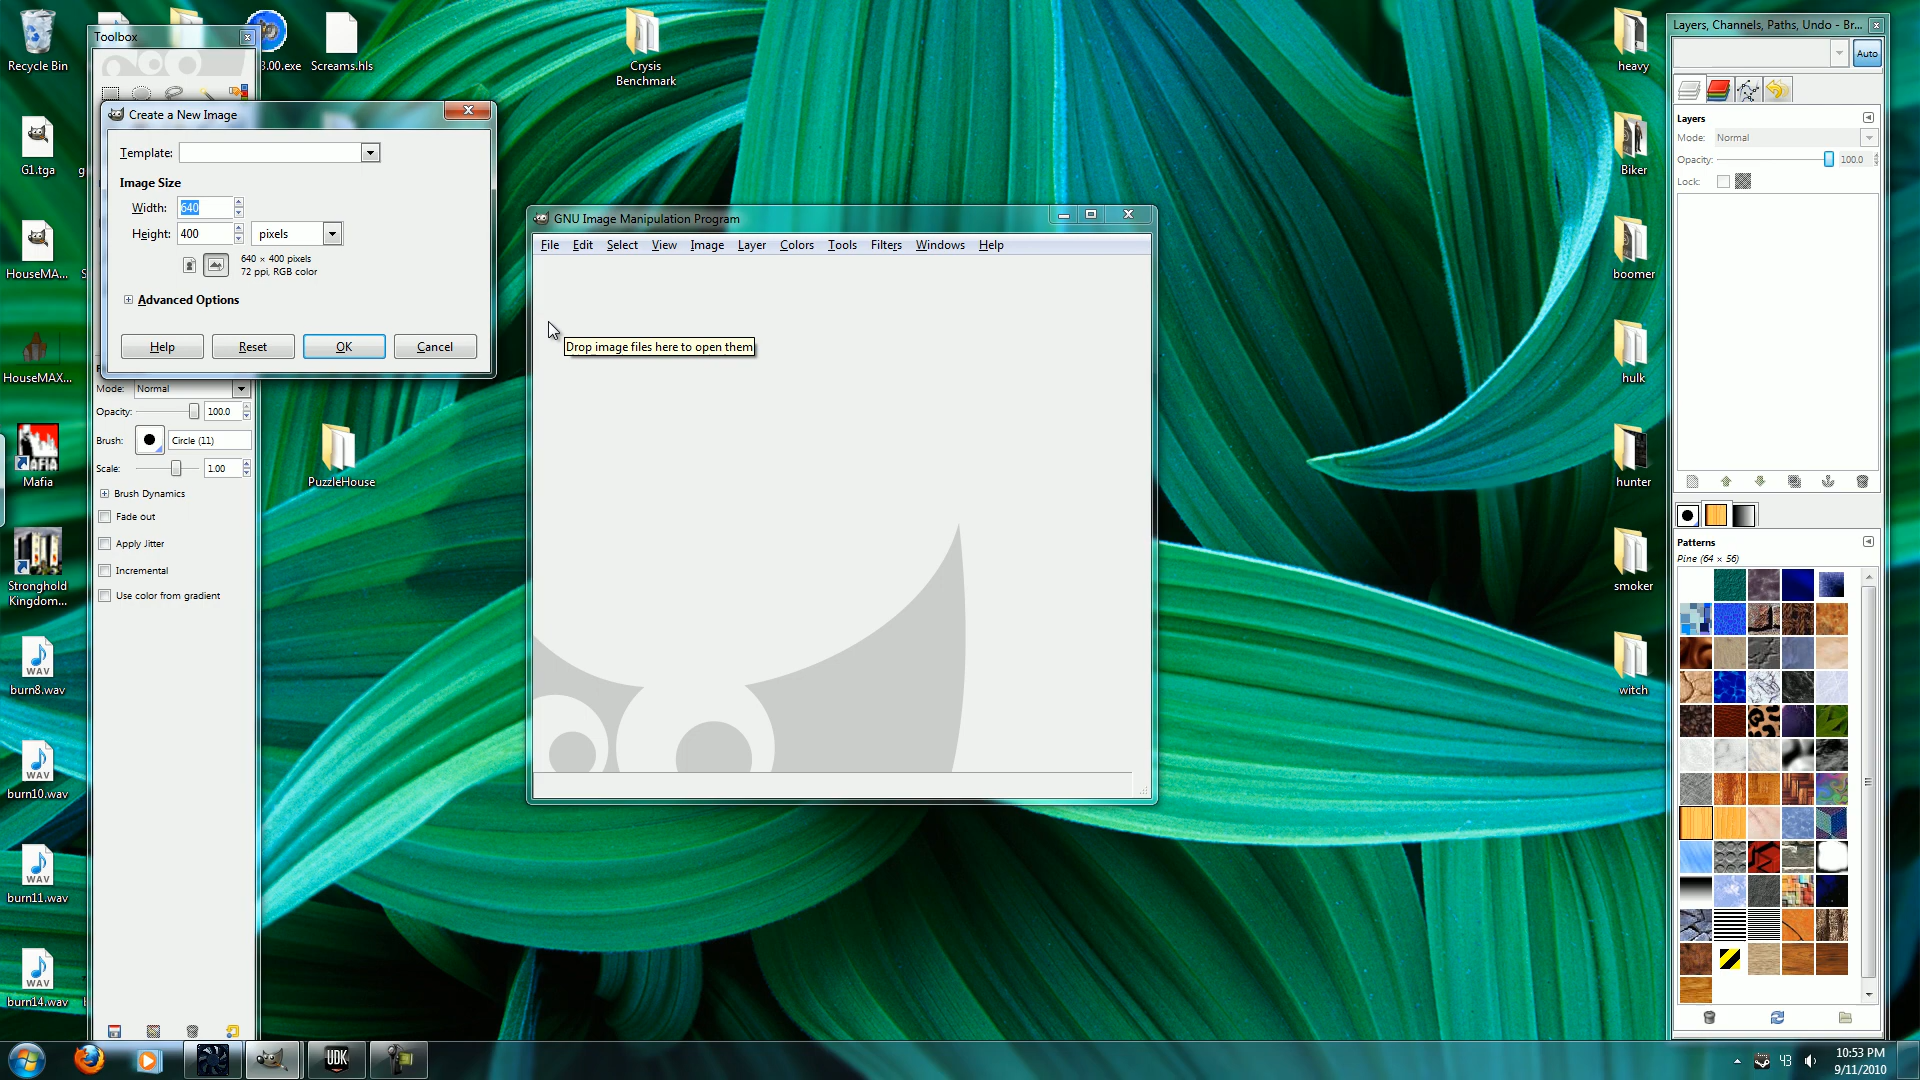 Recycle Bin
3.00.exe
Screams.hls
Crysis
Benchmark
G1.tga
g
HouseMA...
S
HouseMAX...
Mafia
MAFIA
Stronghold
Kingdom...
WAV
burn8.wav
WAV
burn10.wav
WAV
burn11.wav
WAV
burn14.wav
PuzzleHouse
heavy
Biker
boomer
hulk
hunter
smoker
witch
Toolbox
Create a New Image
Template:
Image Size
Width: 640
Height: 400 pixels
640 × 400 pixels
72 ppi, RGB color
Advanced Options
Help Reset OK Cancel
Mode: Normal
Opacity: 100.0
Brush: Circle (11)
Scale: 1.00
Brush Dynamics
Fade out
Apply Jitter
Incremental
Use color from gradient
GNU Image Manipulation Program
File Edit Select View Image Layer Colors Tools Filters Windows Help
Drop image files here to open them
Layers, Channels, Paths, Undo - Br...
Auto
Layers
Mode: Normal
Opacity: 100.0
Lock:
Patterns
Pine (64 × 56)
UDK
43
10:53 PM
9/11/2010